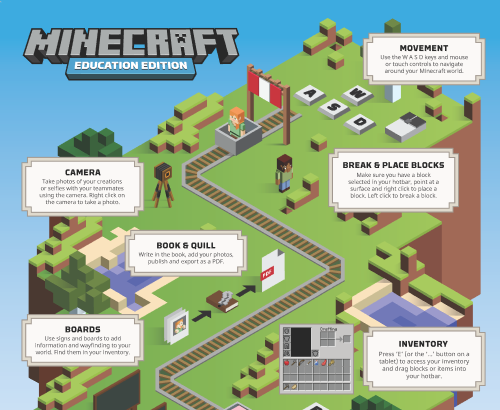 MINECRAFT
EDUCATION EDITION
MOVEMENT
Use the W A S D keys and mouse
or touch controls to navigate
around your Minecraft world.
A W
S D
CAMERA
Take photos of your creations
or selfies with your teammates
using the camera. Right click on
the camera to take a photo.
BREAK & PLACE BLOCKS
Make sure you have a block
selected in your hotbar, point at a
surface and right click to place a
block. Left click to break a block.
BOOK & QUILL
Write in the book, add your photos,
publish and export as a PDF.
PDF
BOARDS
Use signs and boards to add
information and wayfinding to your
world. Find them in your inventory.
Crafting
INVENTORY
Press 'E' (or the '...' button on a
tablet) to access your inventory
and drag blocks or items into
your hotbar.